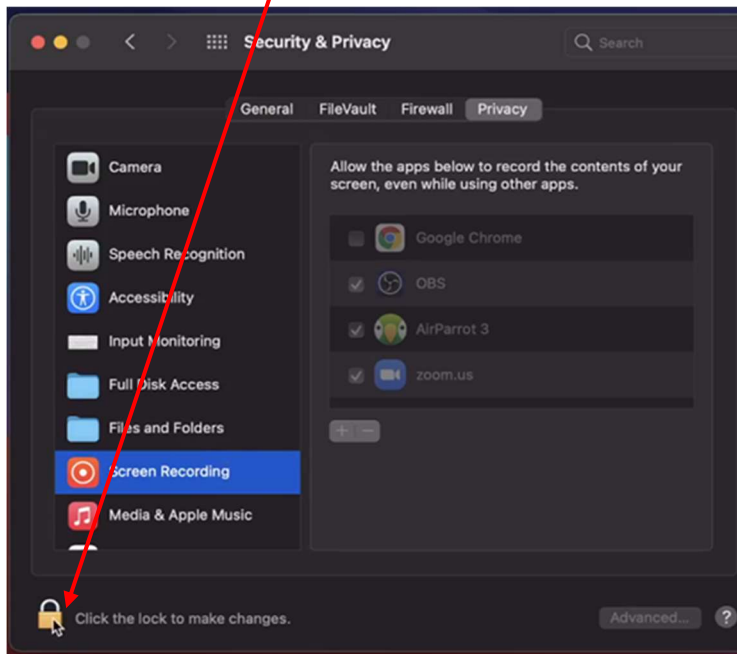 Security & Privacy
Search
General FileVault Firewall Privacy
Camera
Microphone
Speech Recognition
Accessibility
Input Monitoring
Full Disk Access
Files and Folders
Screen Recording
Media & Apple Music
Allow the apps below to record the contents of your
screen, even while using other apps.
Google Chrome
OBS
AirParrot 3
zoom.us
+ −
Click the lock to make changes.
Advanced...
?